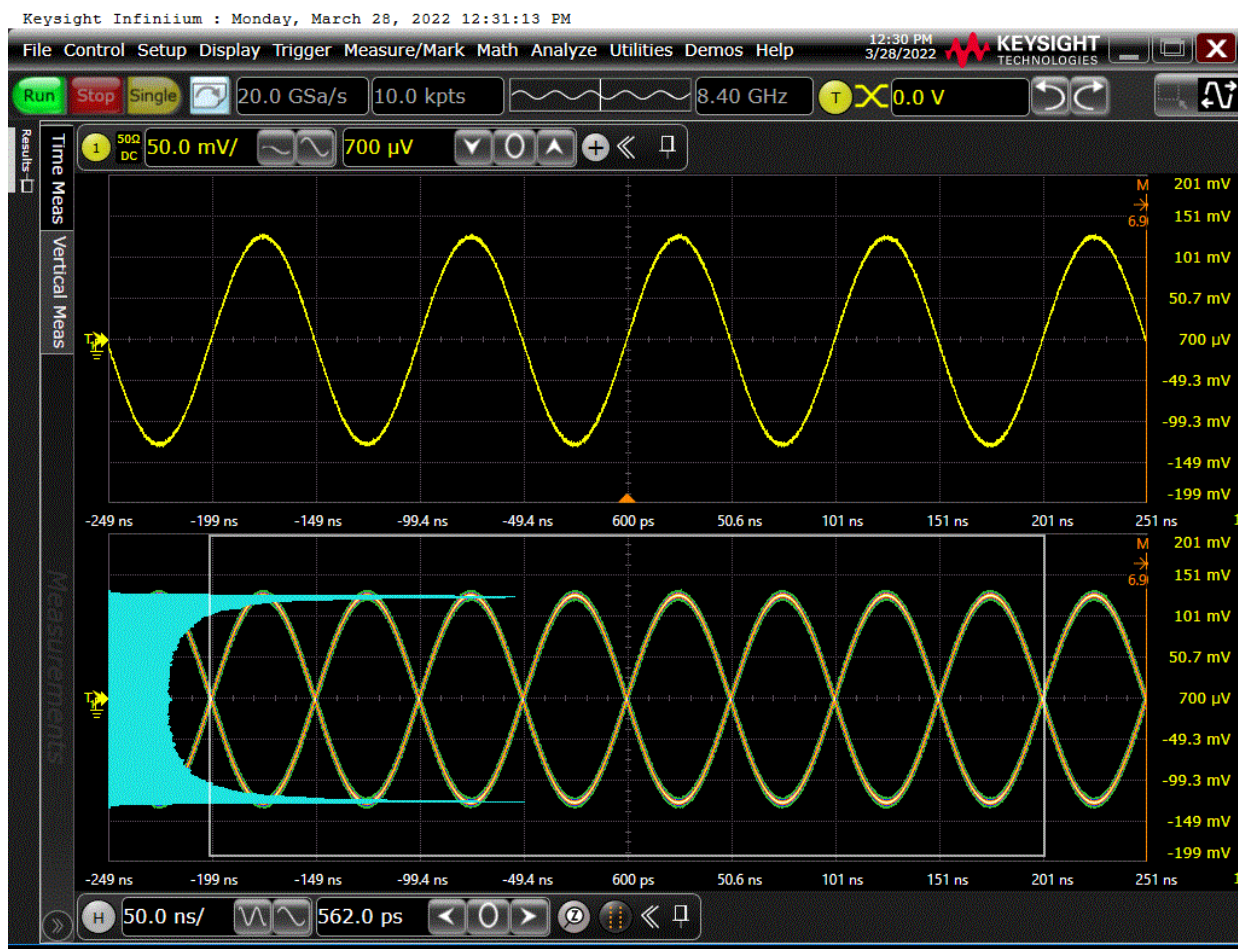 Keysight Infiniium : Monday, March 28, 2022 12:31:13 PM
File Control Setup Display Trigger Measure/Mark Math Analyze Utilities Demos Help
12:30 PM
3/28/2022
KEYSIGHT
TECHNOLOGIES
Run Stop Single 20.0 GSa/s 10.0 kpts 8.40 GHz T 0.0 V
Results
Time Meas
Vertical Meas
Measurements
1 50Ω DC 50.0 mV/ 700 µV
M
6.9
201 mV
151 mV
101 mV
50.7 mV
700 µV
-49.3 mV
-99.3 mV
-149 mV
-199 mV
T
-249 ns -199 ns -149 ns -99.4 ns -49.4 ns 600 ps 50.6 ns 101 ns 151 ns 201 ns 251 ns 1
M
6.9
201 mV
151 mV
101 mV
50.7 mV
700 µV
-49.3 mV
-99.3 mV
-149 mV
-199 mV
T
-249 ns -199 ns -149 ns -99.4 ns -49.4 ns 600 ps 50.6 ns 101 ns 151 ns 201 ns 251 ns 1
H 50.0 ns/ 562.0 ps 0 Z